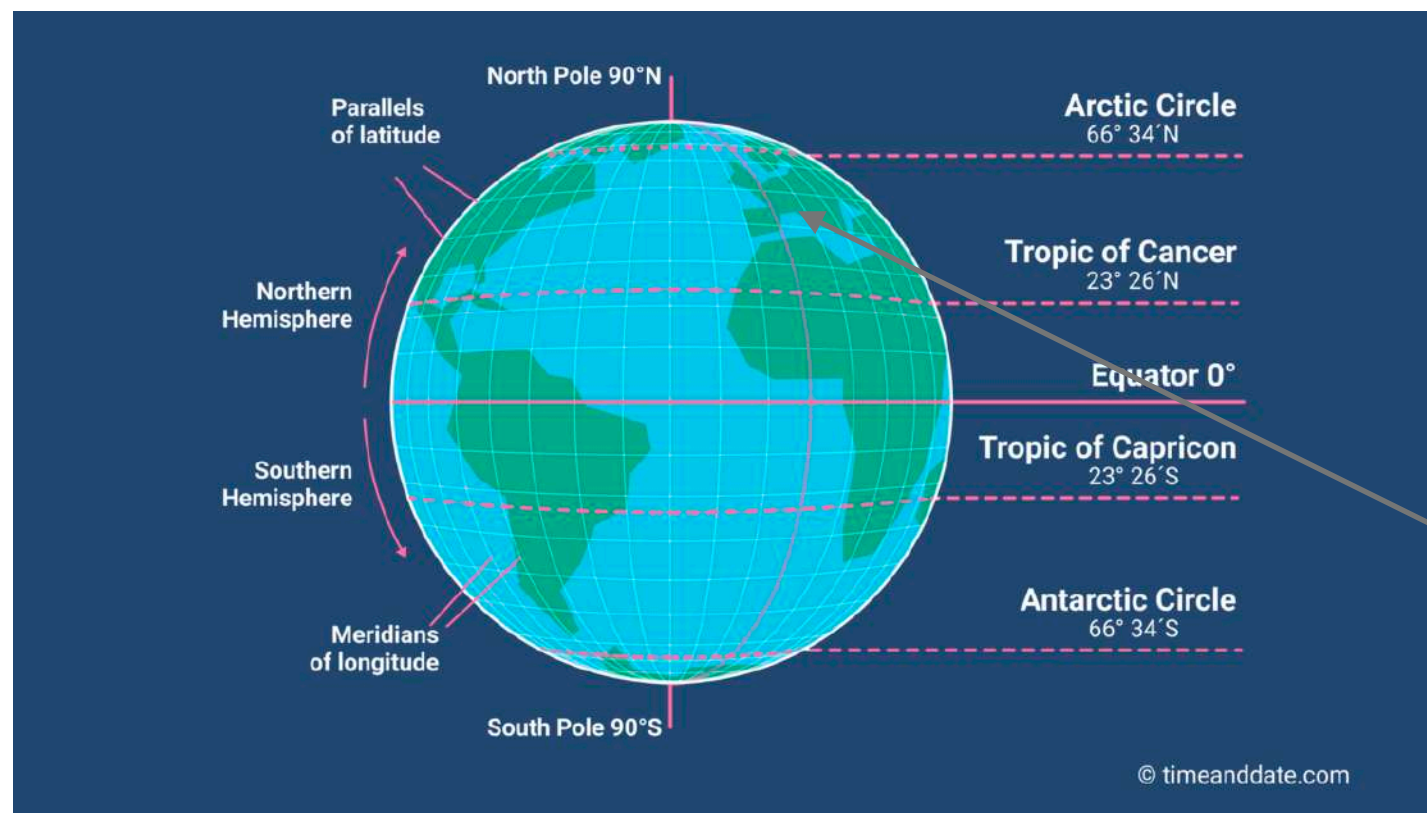 North Pole 90°N
Parallels
of latitude
Arctic Circle
66° 34´N
Tropic of Cancer
23° 26´N
Northern
Hemisphere
Equator 0°
Tropic of Capricon
23° 26´S
Southern
Hemisphere
Antarctic Circle
66° 34´S
Meridians
of longitude
South Pole 90°S
© timeanddate.com